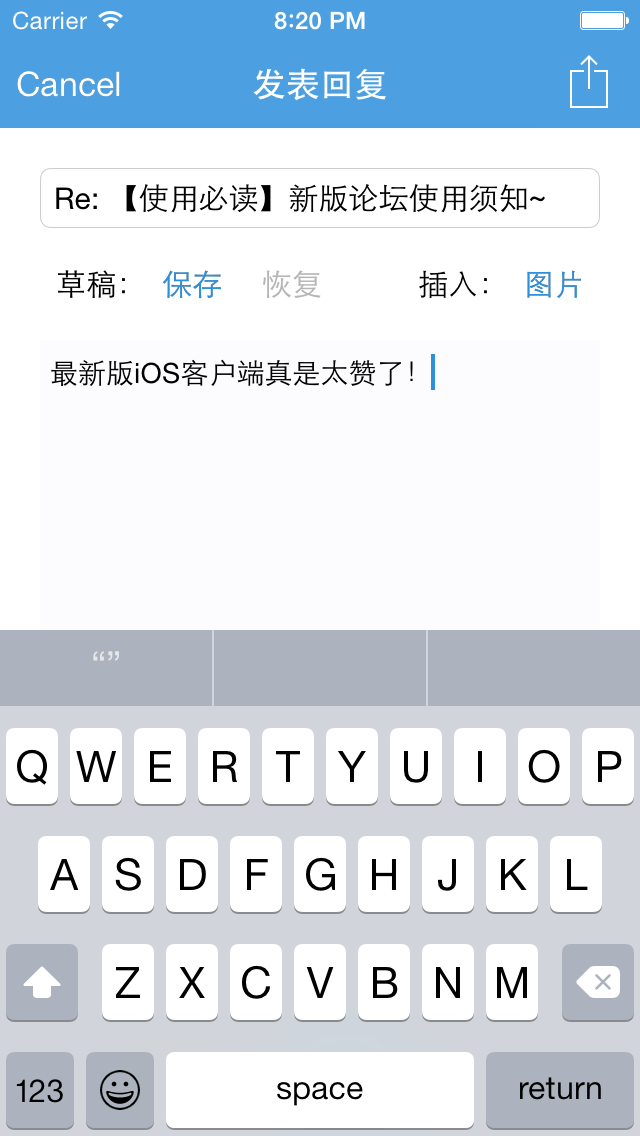 Carrier 8:20 PM
Cancel 发表回复
Re: 【使用必读】新版论坛使用须知~
草稿： 保存 恢复 插入： 图片
最新版iOS客户端真是太赞了！
“”
Q W E R T Y U I O P
A S D F G H J K L
Z X C V B N M
123 space return